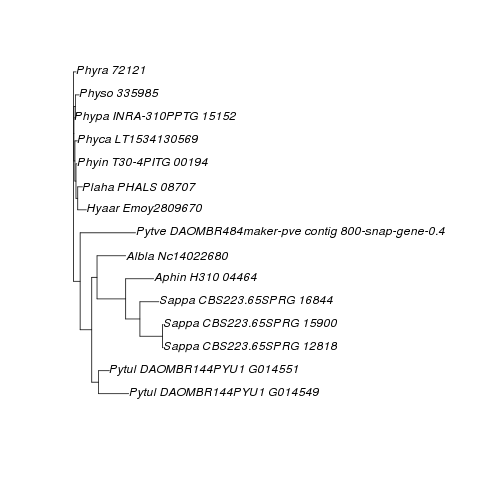 Phyra 72121
Physo 335985
Phypa INRA-310PPTG 15152
Phyca LT1534130569
Phyin T30-4PITG 00194
Plaha PHALS 08707
Hyaar Emoy2809670
Pytve DAOMBR484maker-pve contig 800-snap-gene-0.4
Albla Nc14022680
Aphin H310 04464
Sappa CBS223.65SPRG 16844
Sappa CBS223.65SPRG 15900
Sappa CBS223.65SPRG 12818
Pytul DAOMBR144PYU1 G014551
Pytul DAOMBR144PYU1 G014549